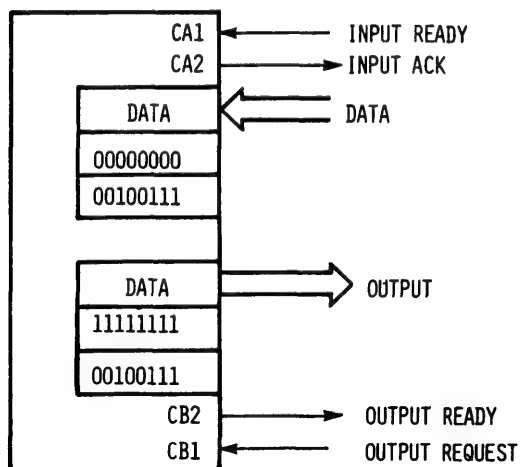 CA1 INPUT READY
CA2 INPUT ACK
DATA DATA
00000000
00100111
DATA OUTPUT
11111111
00100111
CB2 OUTPUT READY
CB1 OUTPUT REQUEST